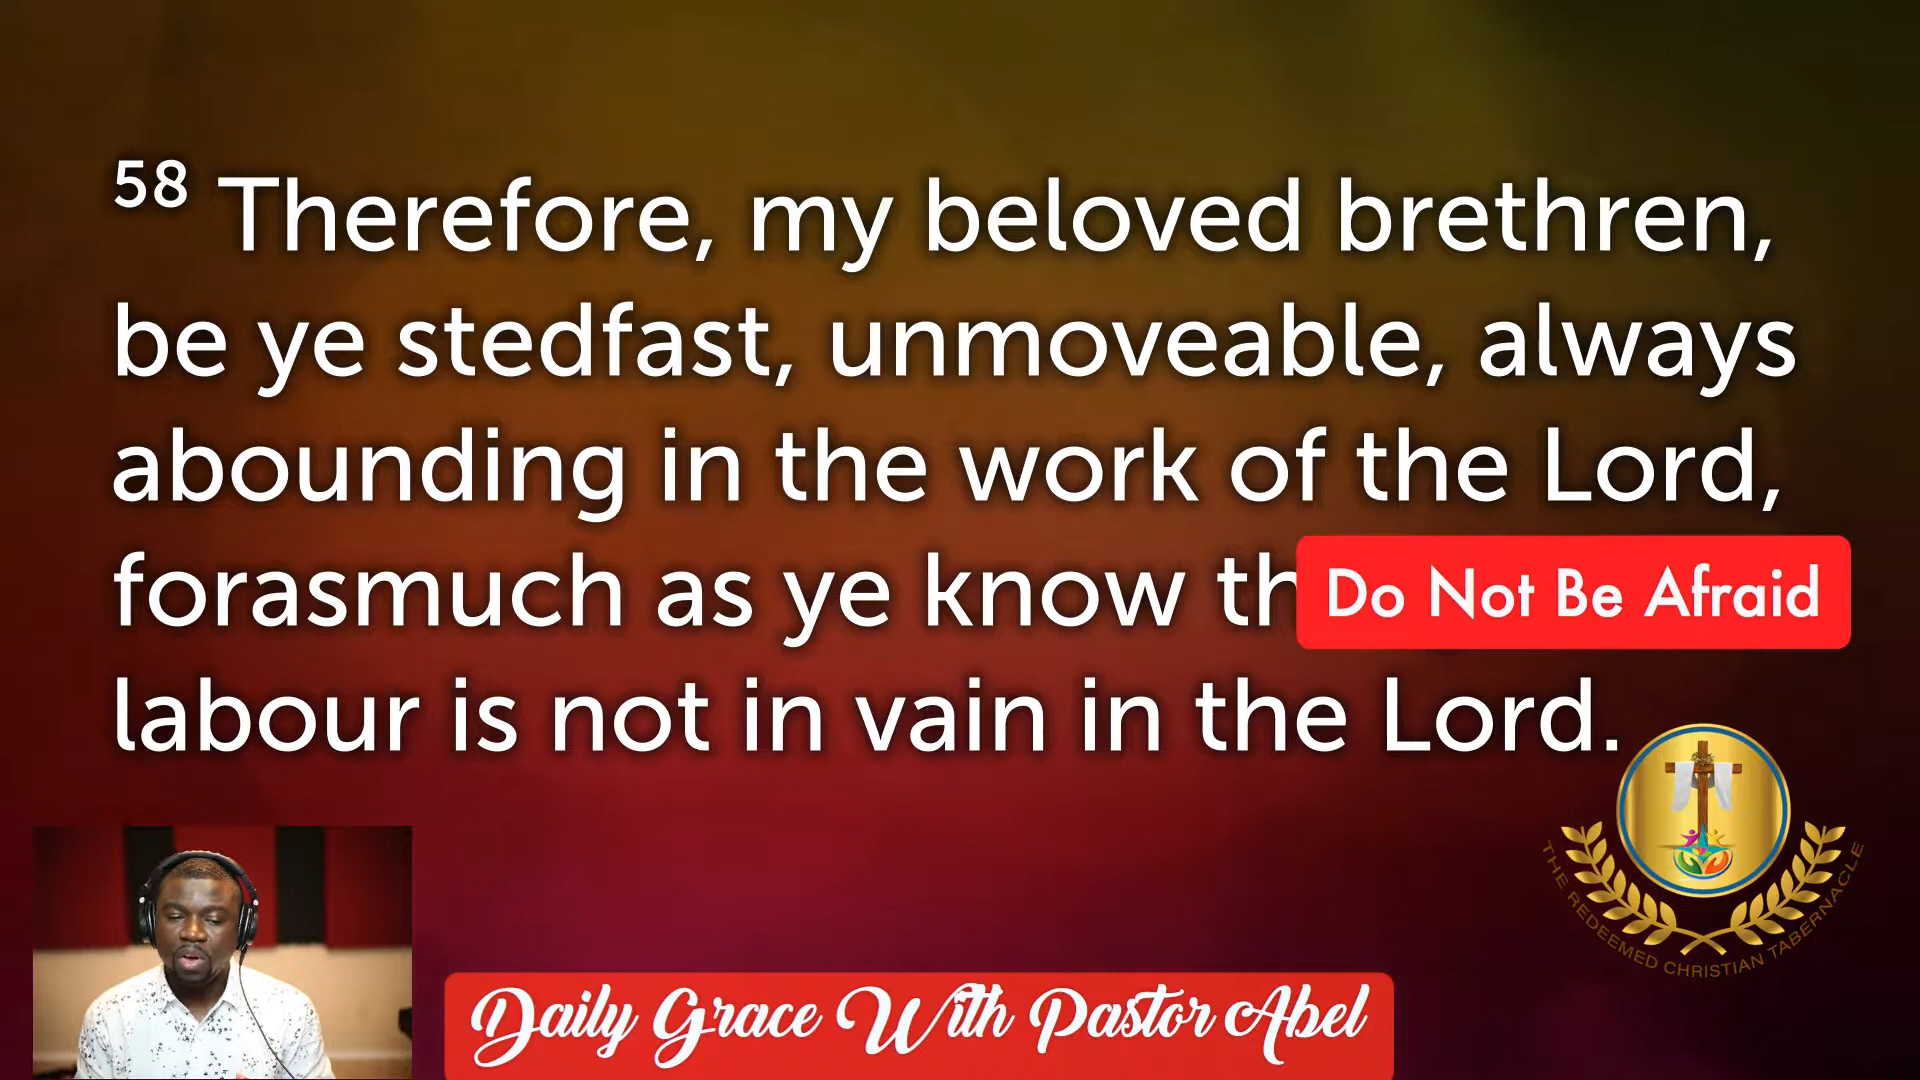 58 Therefore, my beloved brethren,
be ye stedfast, unmoveable, always
abounding in the work of the Lord,
forasmuch as ye know th
Do Not Be Afraid
labour is not in vain in the Lord.
THE REDEEMED CHRISTIAN TABERNACLE
Daily Grace With Pastor Abel